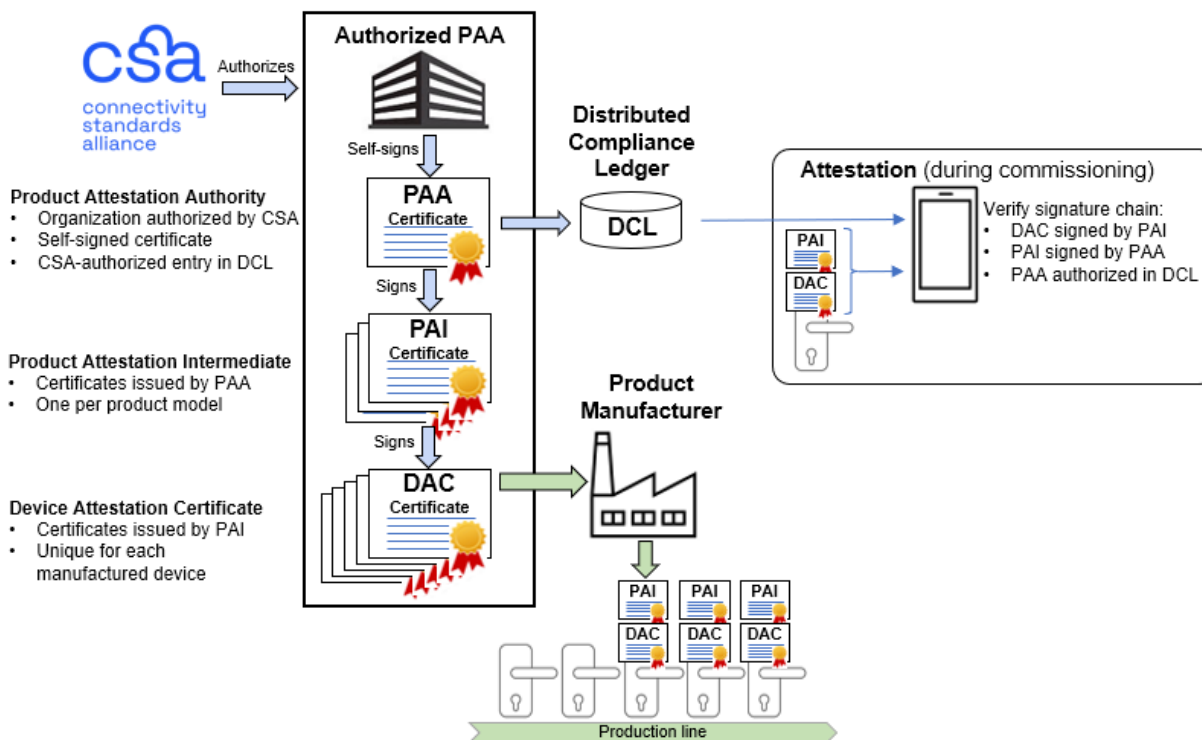 csa
connectivity
standards
alliance
Authorizes
Authorized PAA
Self-signs
PAA
Certificate
Signs
PAI
Certificate
Signs
DAC
Certificate
Product Attestation Authority
• Organization authorized by CSA
• Self-signed certificate
• CSA-authorized entry in DCL
Product Attestation Intermediate
• Certificates issued by PAA
• One per product model
Device Attestation Certificate
• Certificates issued by PAI
• Unique for each
manufactured device
Distributed
Compliance
Ledger
DCL
Attestation (during commissioning)
PAI
DAC
Verify signature chain:
• DAC signed by PAI
• PAI signed by PAA
• PAA authorized in DCL
Product
Manufacturer
PAI PAI PAI
DAC DAC DAC
Production line